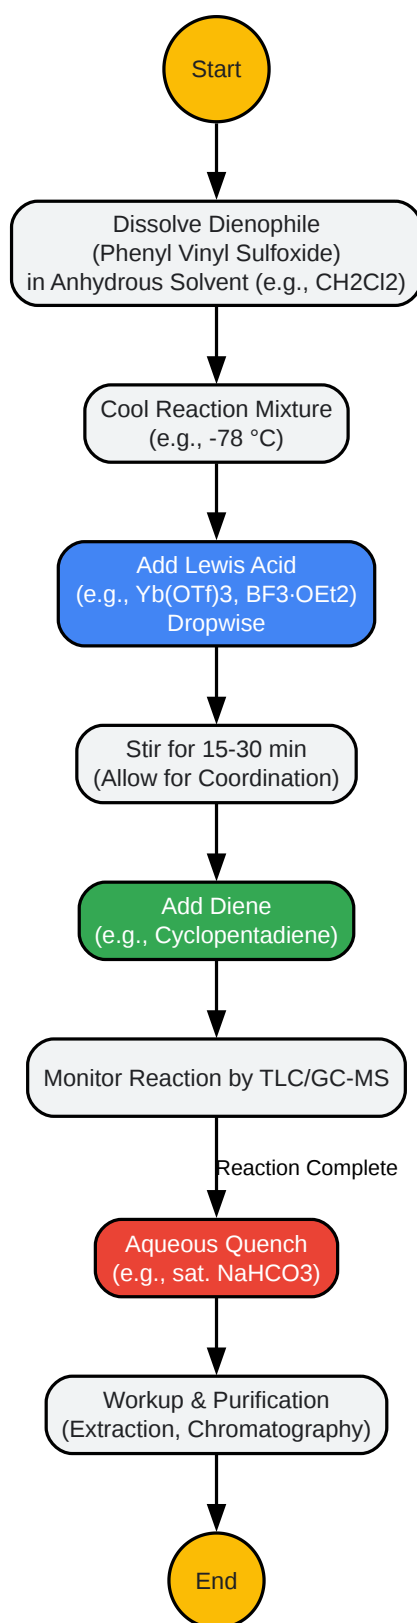 Start
Dissolve Dienophile
(Phenyl Vinyl Sulfoxide)
in Anhydrous Solvent (e.g., CH2Cl2)
Cool Reaction Mixture
(e.g., -78 °C)
Add Lewis Acid
(e.g., Yb(OTf)3, BF3·OEt2)
Dropwise
Stir for 15-30 min
(Allow for Coordination)
Add Diene
(e.g., Cyclopentadiene)
Monitor Reaction by TLC/GC-MS
Reaction Complete
Aqueous Quench
(e.g., sat. NaHCO3)
Workup & Purification
(Extraction, Chromatography)
End